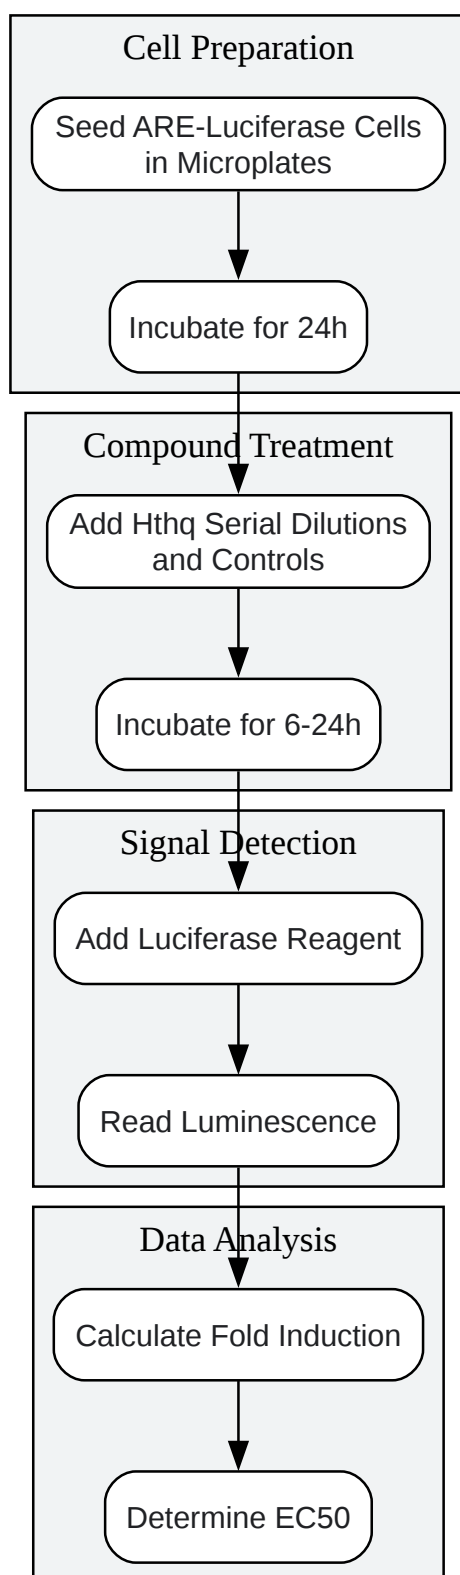 Cell Preparation
Seed ARE-Luciferase Cells
in Microplates
Incubate for 24h
Compound Treatment
Add Hthq Serial Dilutions
and Controls
Incubate for 6-24h
Signal Detection
Add Luciferase Reagent
Read Luminescence
Data Analysis
Calculate Fold Induction
Determine EC50